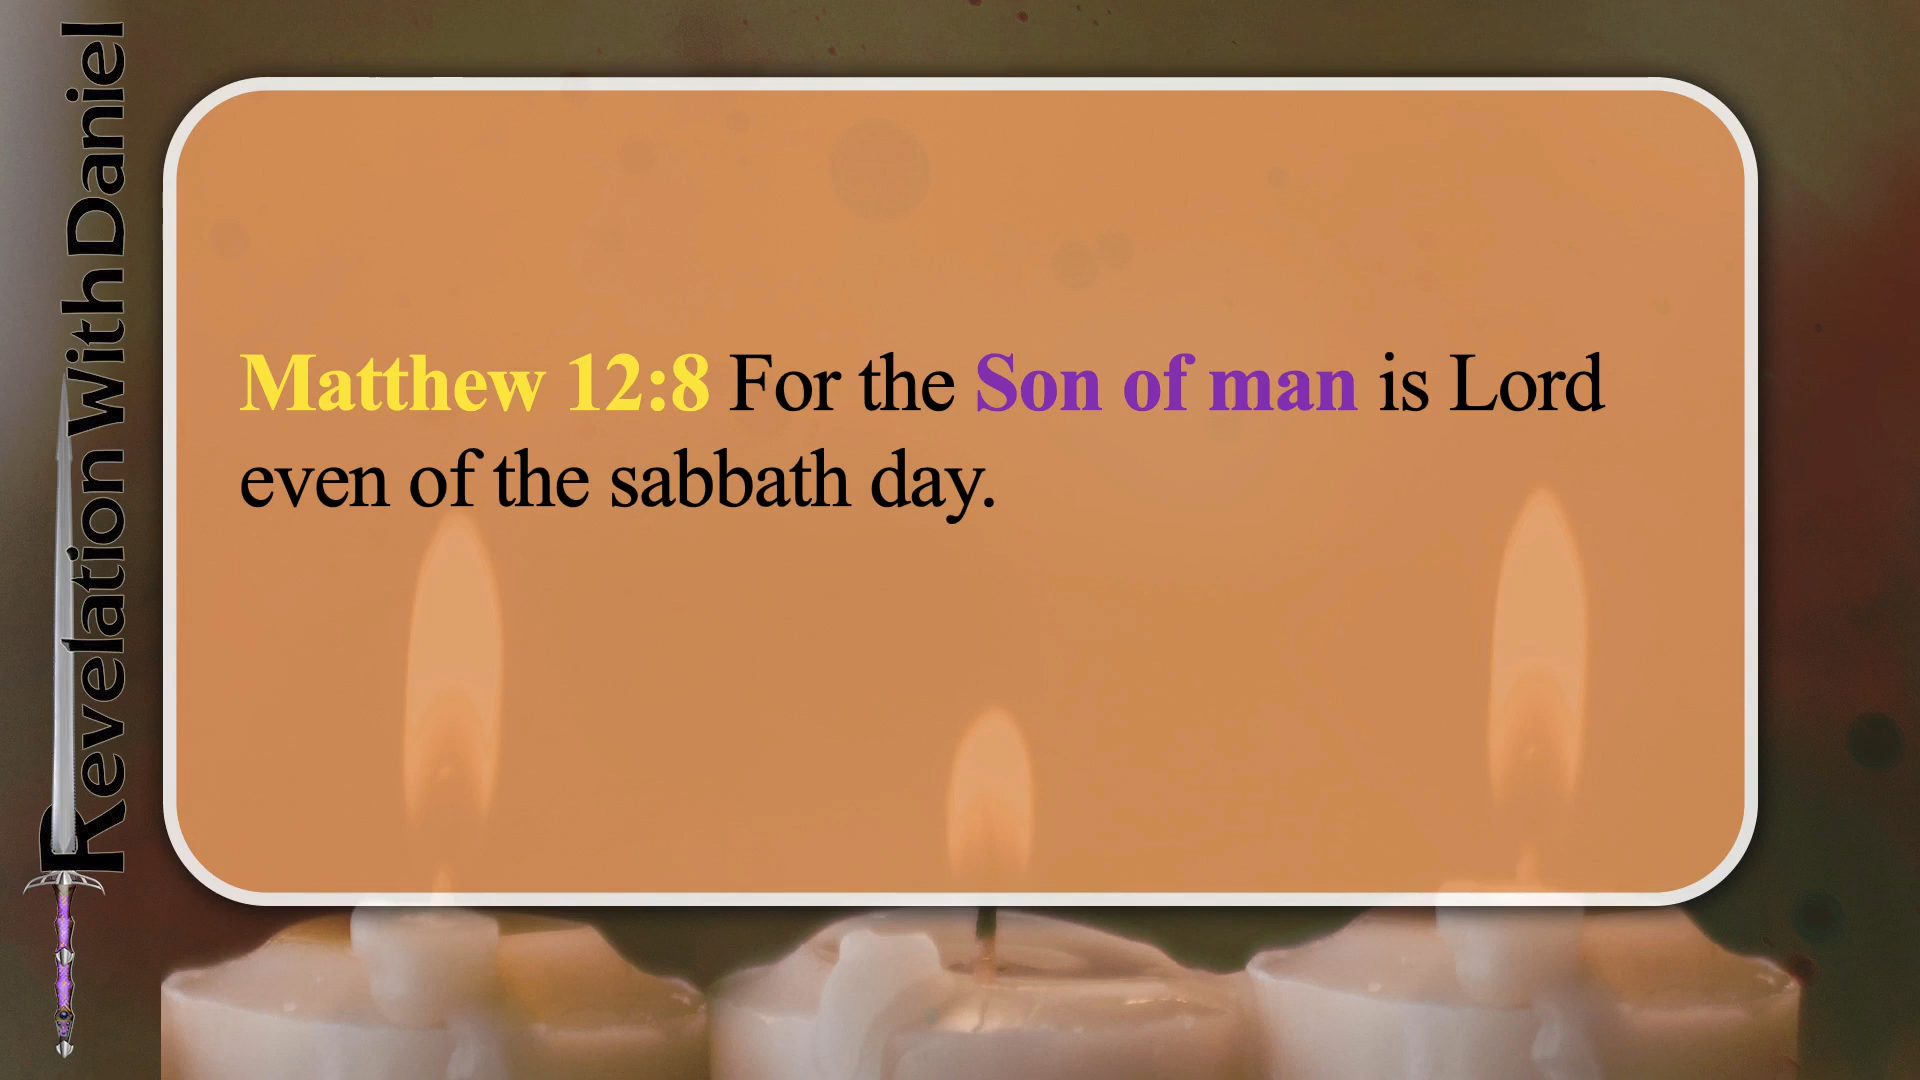 Revelation With Daniel
Matthew 12:8 For the Son of man is Lord
even of the sabbath day.